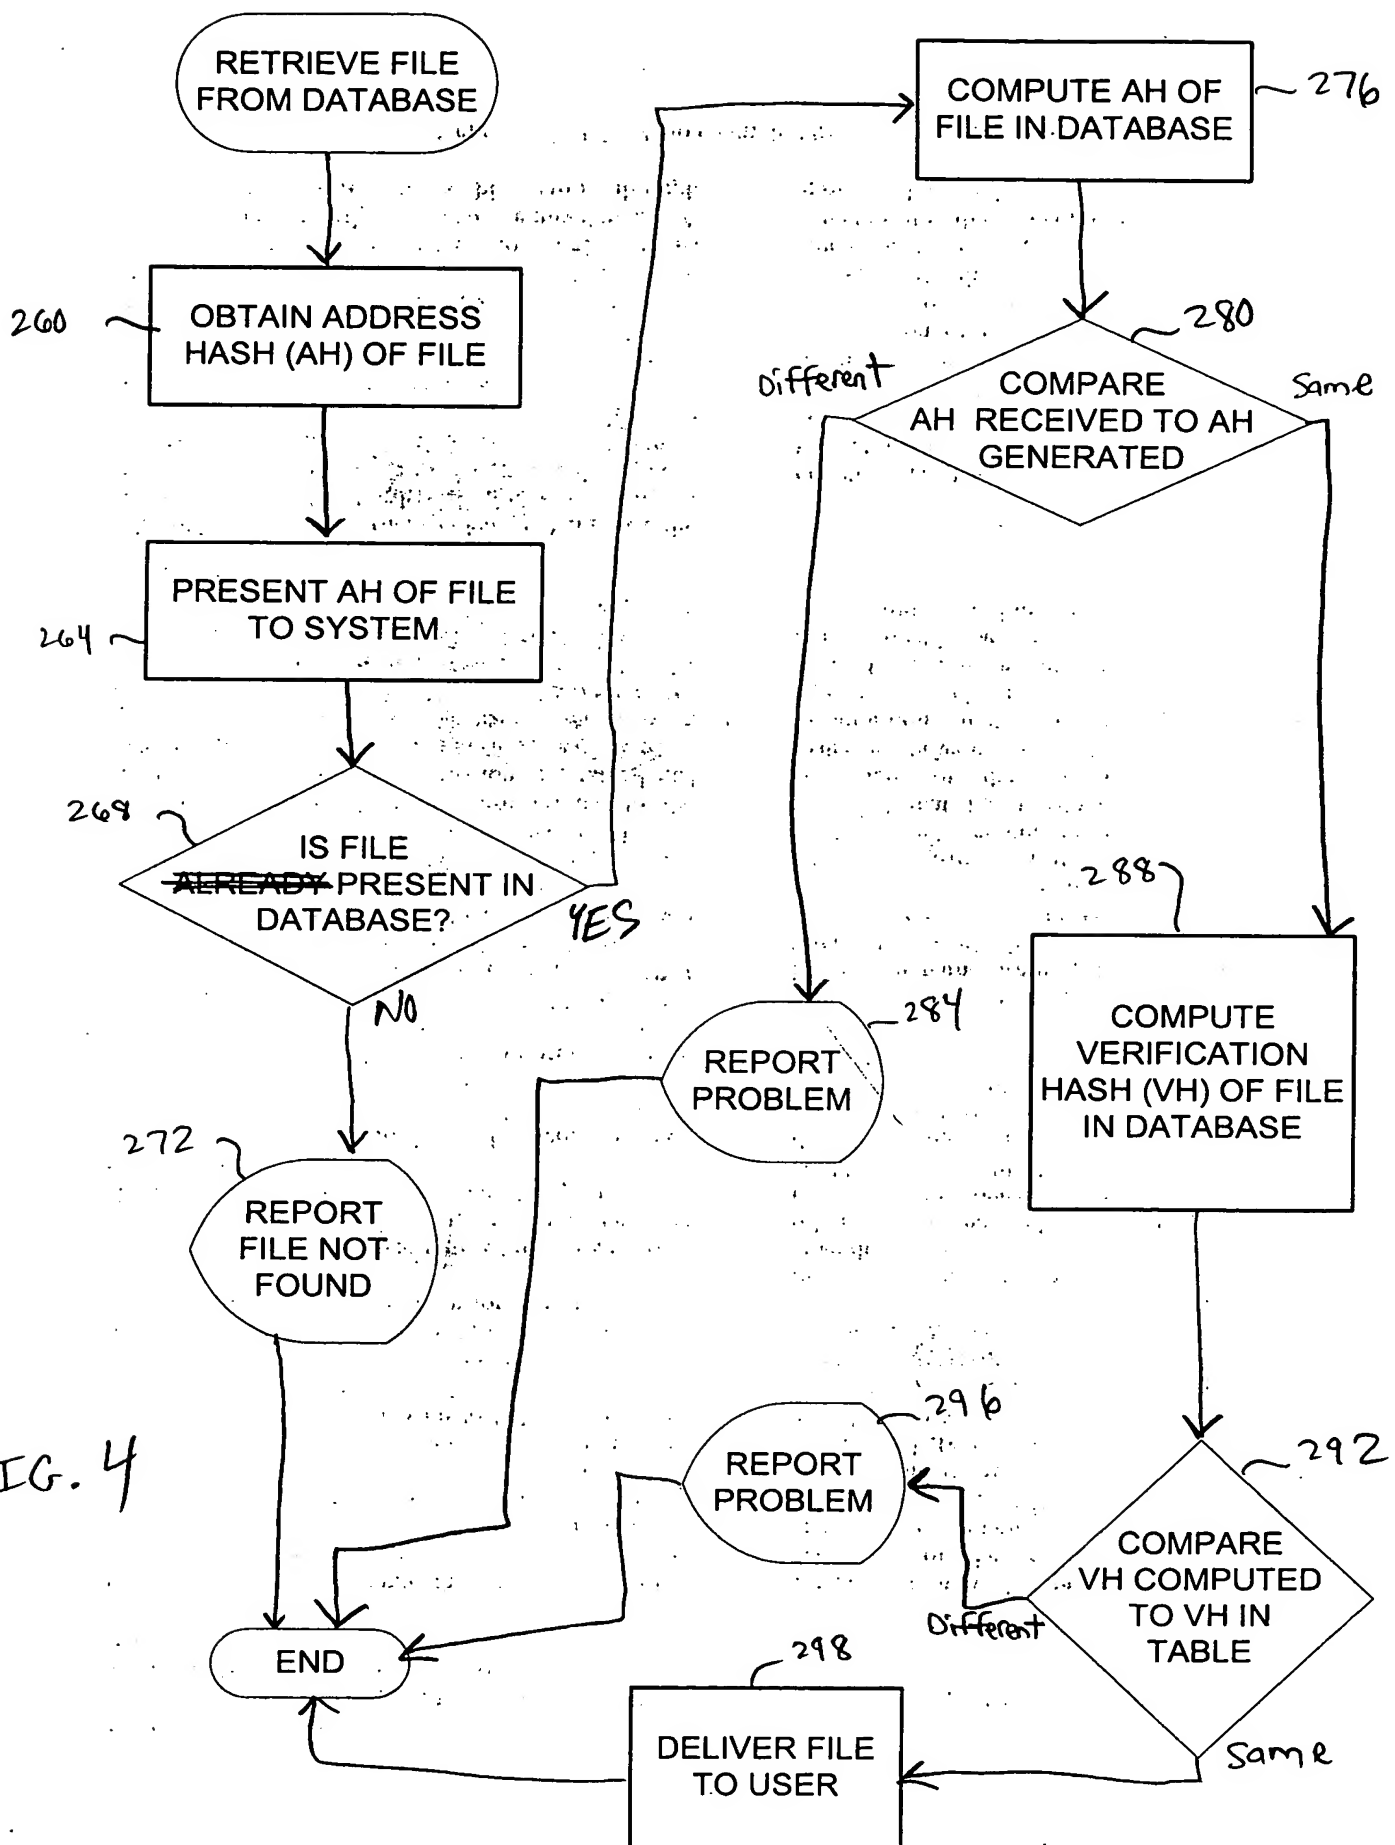 RETRIEVE FILE
FROM DATABASE
260
OBTAIN ADDRESS
HASH (AH) OF FILE
264
PRESENT AH OF FILE
TO SYSTEM
268
IS FILE
ALREADY PRESENT IN
DATABASE?
YES
NO
272
REPORT
FILE NOT
FOUND
COMPUTE AH OF
FILE IN DATABASE
276
280
Different
COMPARE
AH RECEIVED TO AH
GENERATED
Same
284
REPORT
PROBLEM
288
COMPUTE
VERIFICATION
HASH (VH) OF FILE
IN DATABASE
292
COMPARE
VH COMPUTED
TO VH IN
TABLE
Different
Same
296
REPORT
PROBLEM
298
DELIVER FILE
TO USER
END
IG. 4